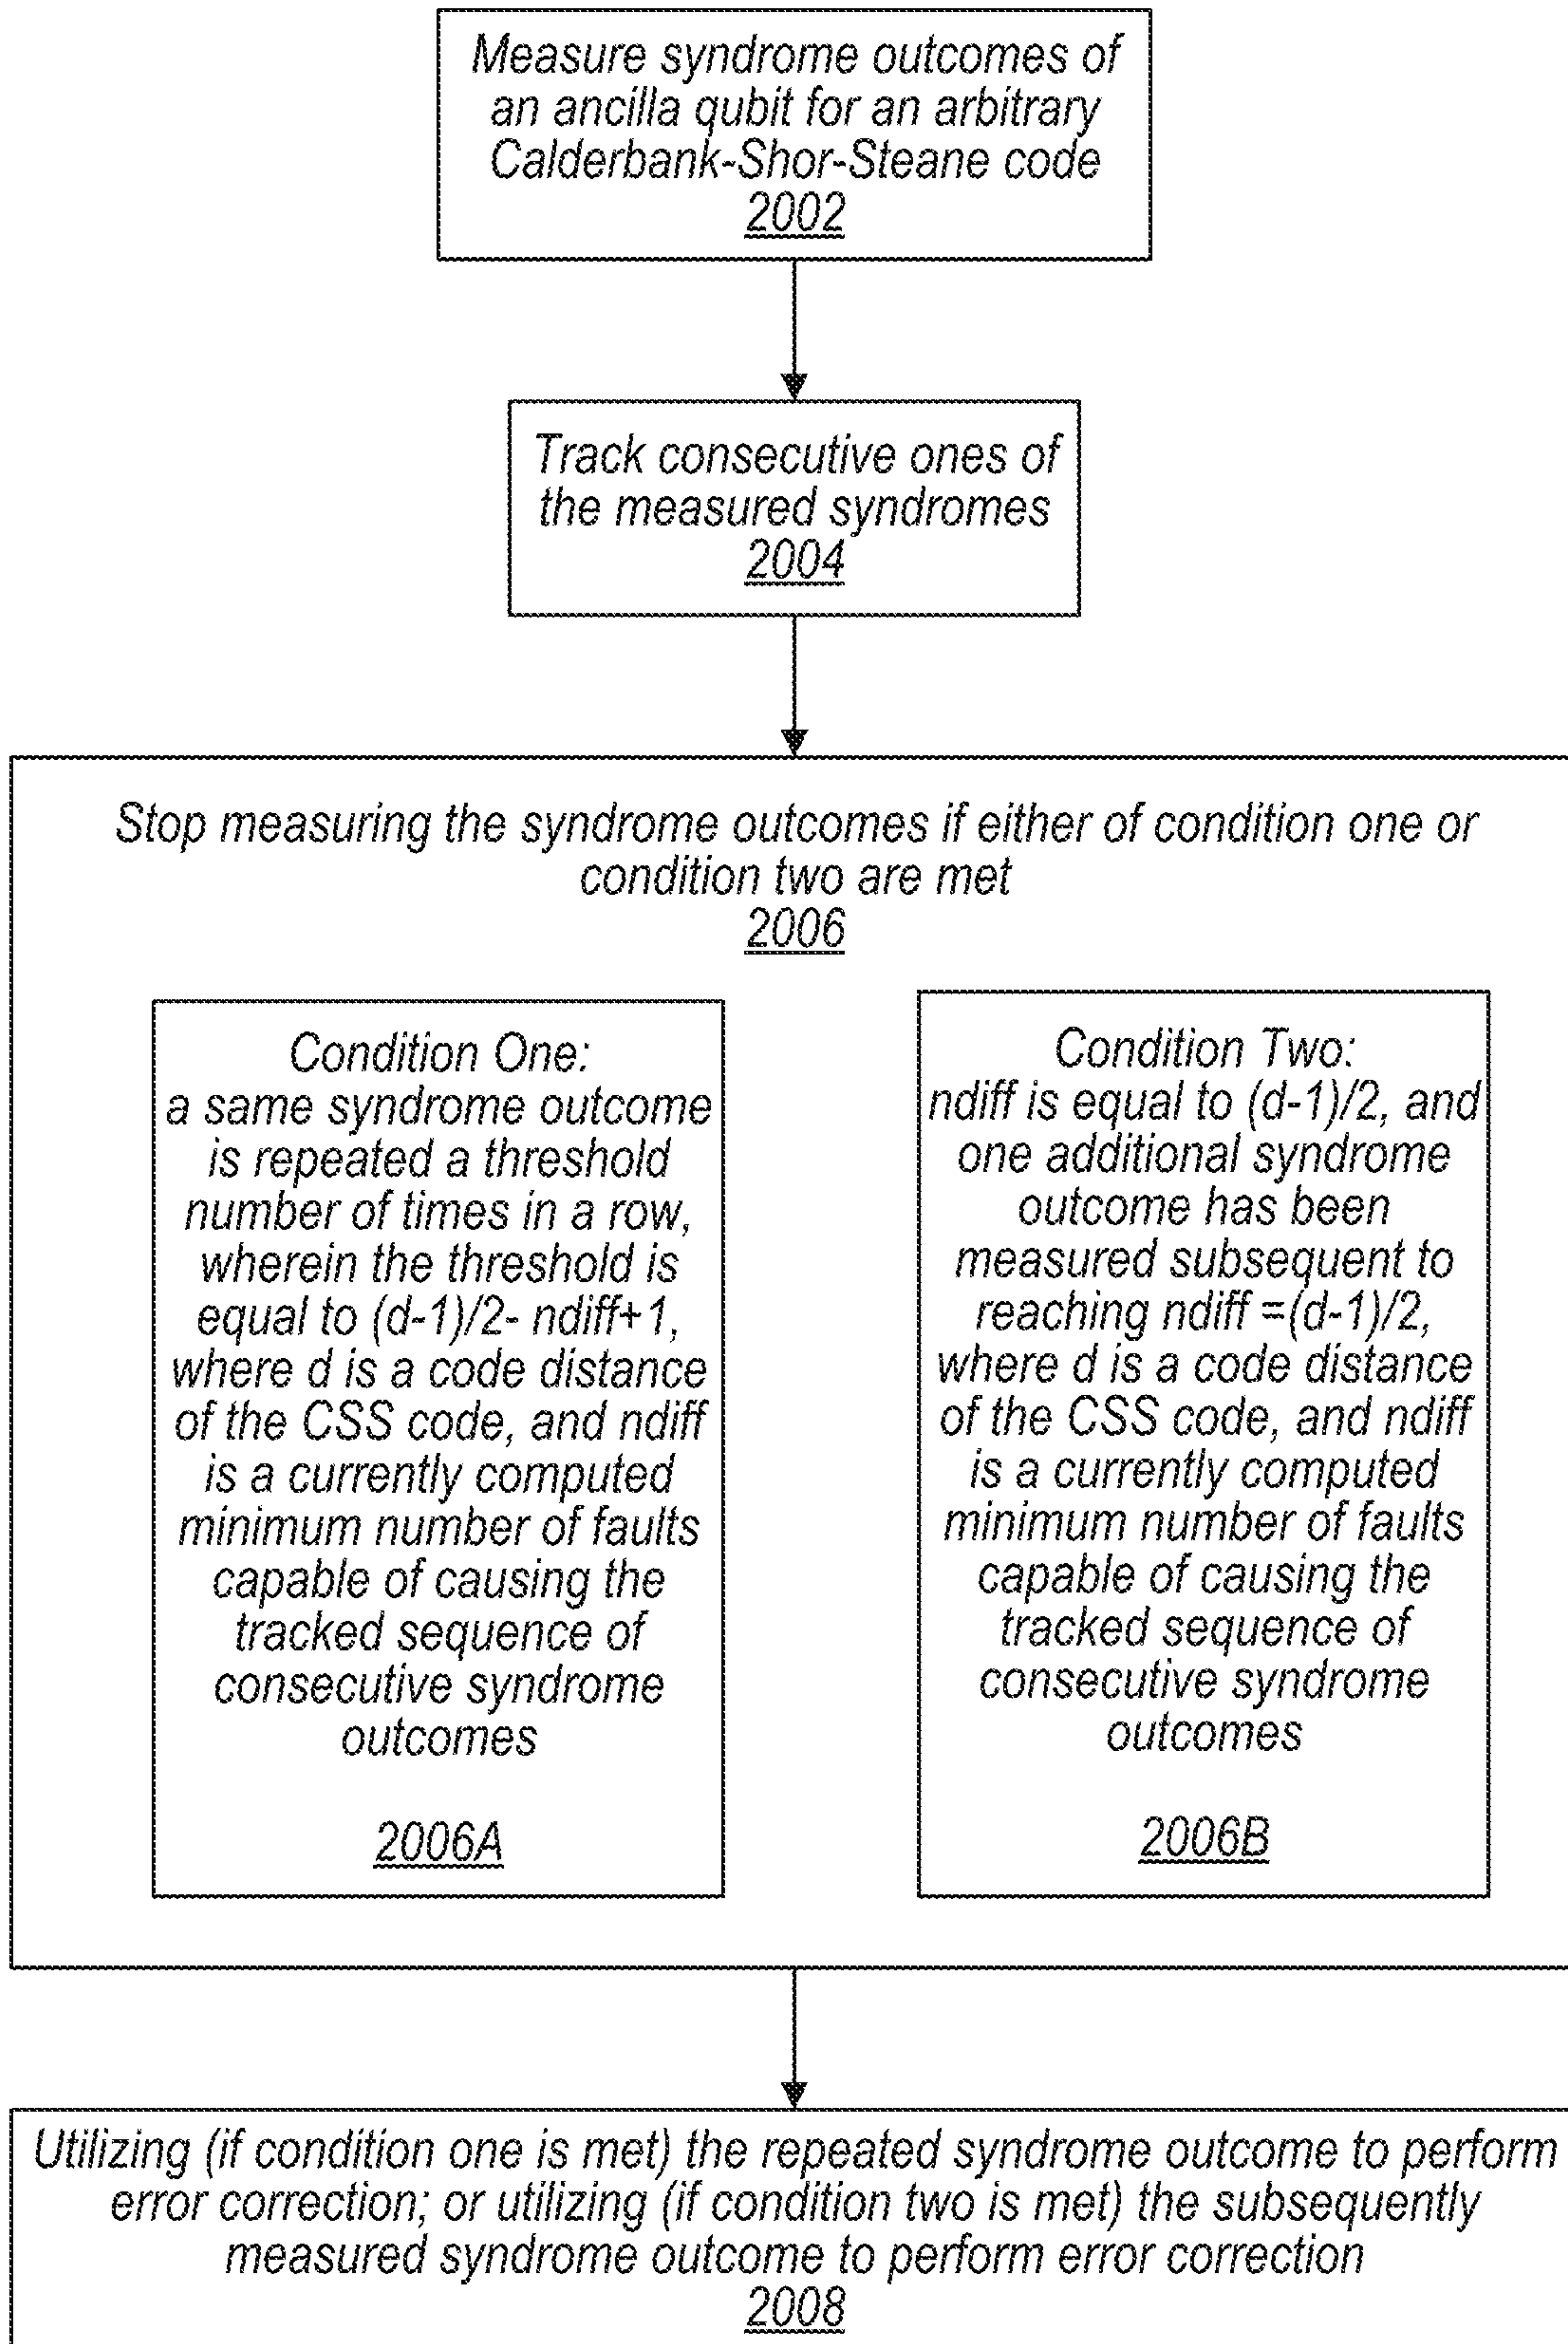 Measure syndrome outcomes of
an ancilla qubit for an arbitrary
Calderbank-Shor-Steane code
2002
Track consecutive ones of
the measured syndromes
2004
Stop measuring the syndrome outcomes if either of condition one or
condition two are met
2006
Condition One:
a same syndrome outcome
is repeated a threshold
number of times in a row,
wherein the threshold is
equal to (d-1)/2- ndiff+1,
where d is a code distance
of the CSS code, and ndiff
is a currently computed
minimum number of faults
capable of causing the
tracked sequence of
consecutive syndrome
outcomes
2006A
Condition Two:
ndiff is equal to (d-1)/2, and
one additional syndrome
outcome has been
measured subsequent to
reaching ndiff =(d-1)/2,
where d is a code distance
of the CSS code, and ndiff
is a currently computed
minimum number of faults
capable of causing the
tracked sequence of
consecutive syndrome
outcomes
2006B
Utilizing (if condition one is met) the repeated syndrome outcome to perform
error correction; or utilizing (if condition two is met) the subsequently
measured syndrome outcome to perform error correction
2008